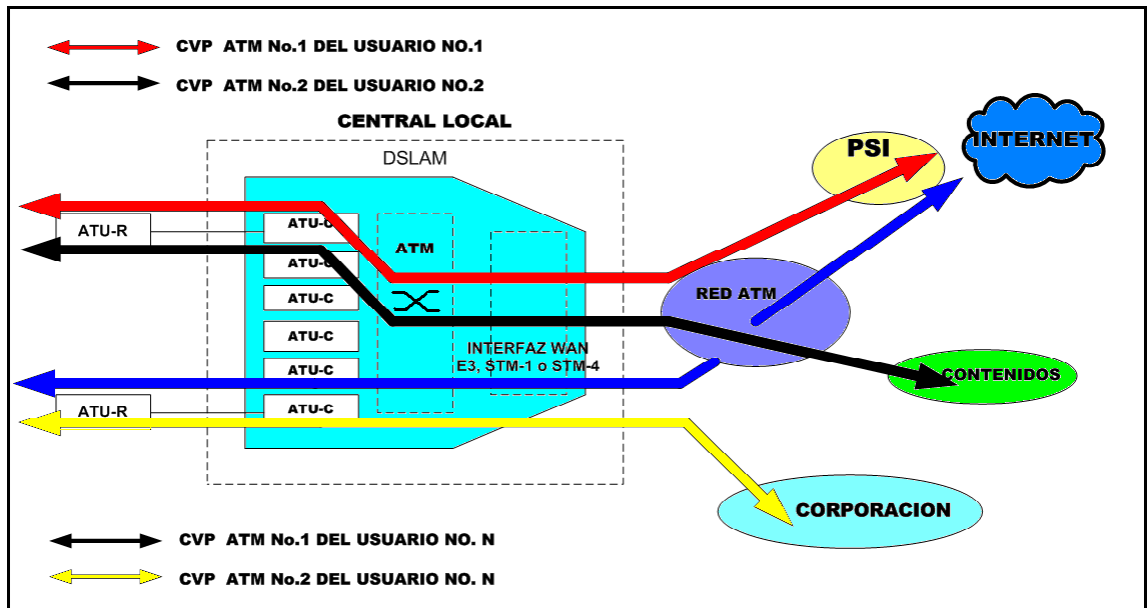 CVP ATM No.1 DEL USUARIO NO.1
CVP ATM No.2 DEL USUARIO NO.2
CENTRAL LOCAL
DSLAM
PSI
INTERNET
ATU-R
ATU-C
ATM
ATU-C
ATU-C
RED ATM
ATU-C
INTERFAZ WAN
E3, STM-1 o STM-4
ATU-C
CONTENIDOS
ATU-R
ATU-C
CORPORACION
CVP ATM No.1 DEL USUARIO NO. N
CVP ATM No.2 DEL USUARIO NO. N